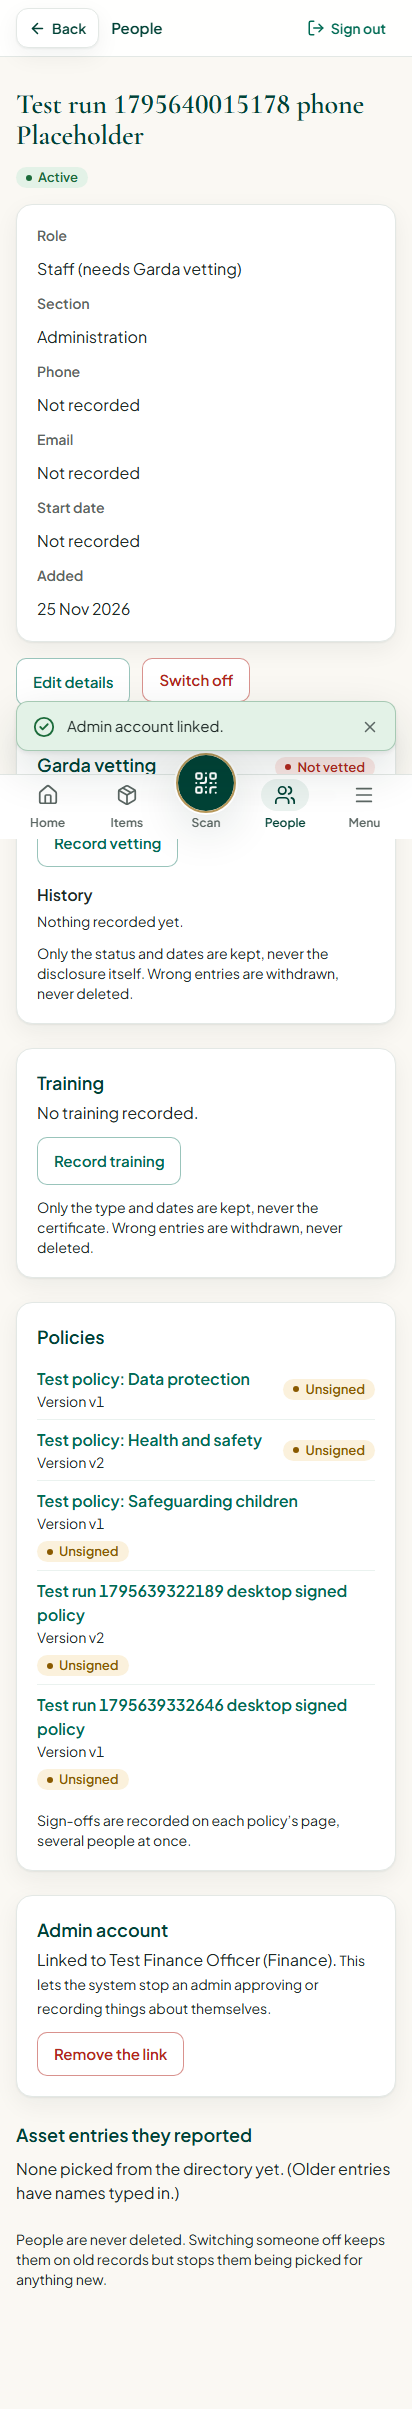 Back
People
Sign out
Test run 1795640015178 phone
Placeholder
Active
Role
Staff (needs Garda vetting)
Section
Administration
Phone
Not recorded
Email
Not recorded
Start date
Not recorded
Added
25 Nov 2026
Edit details
Switch off
Admin account linked.
Garda vetting
Not vetted
Home
Items
Scan
People
Menu
Record vetting
History
Nothing recorded yet.
Only the status and dates are kept, never the
disclosure itself. Wrong entries are withdrawn,
never deleted.
Training
No training recorded.
Record training
Only the type and dates are kept, never the
certificate. Wrong entries are withdrawn, never
deleted.
Policies
Test policy: Data protection
Unsigned
Version v1
Test policy: Health and safety
Unsigned
Version v2
Test policy: Safeguarding children
Version v1
Unsigned
Test run 1795639322189 desktop signed
policy
Version v2
Unsigned
Test run 1795639332646 desktop signed
policy
Version v1
Unsigned
Sign-offs are recorded on each policy's page,
several people at once.
Admin account
Linked to Test Finance Officer (Finance). This
lets the system stop an admin approving or
recording things about themselves.
Remove the link
Asset entries they reported
None picked from the directory yet. (Older entries
have names typed in.)
People are never deleted. Switching someone off keeps
them on old records but stops them being picked for
anything new.